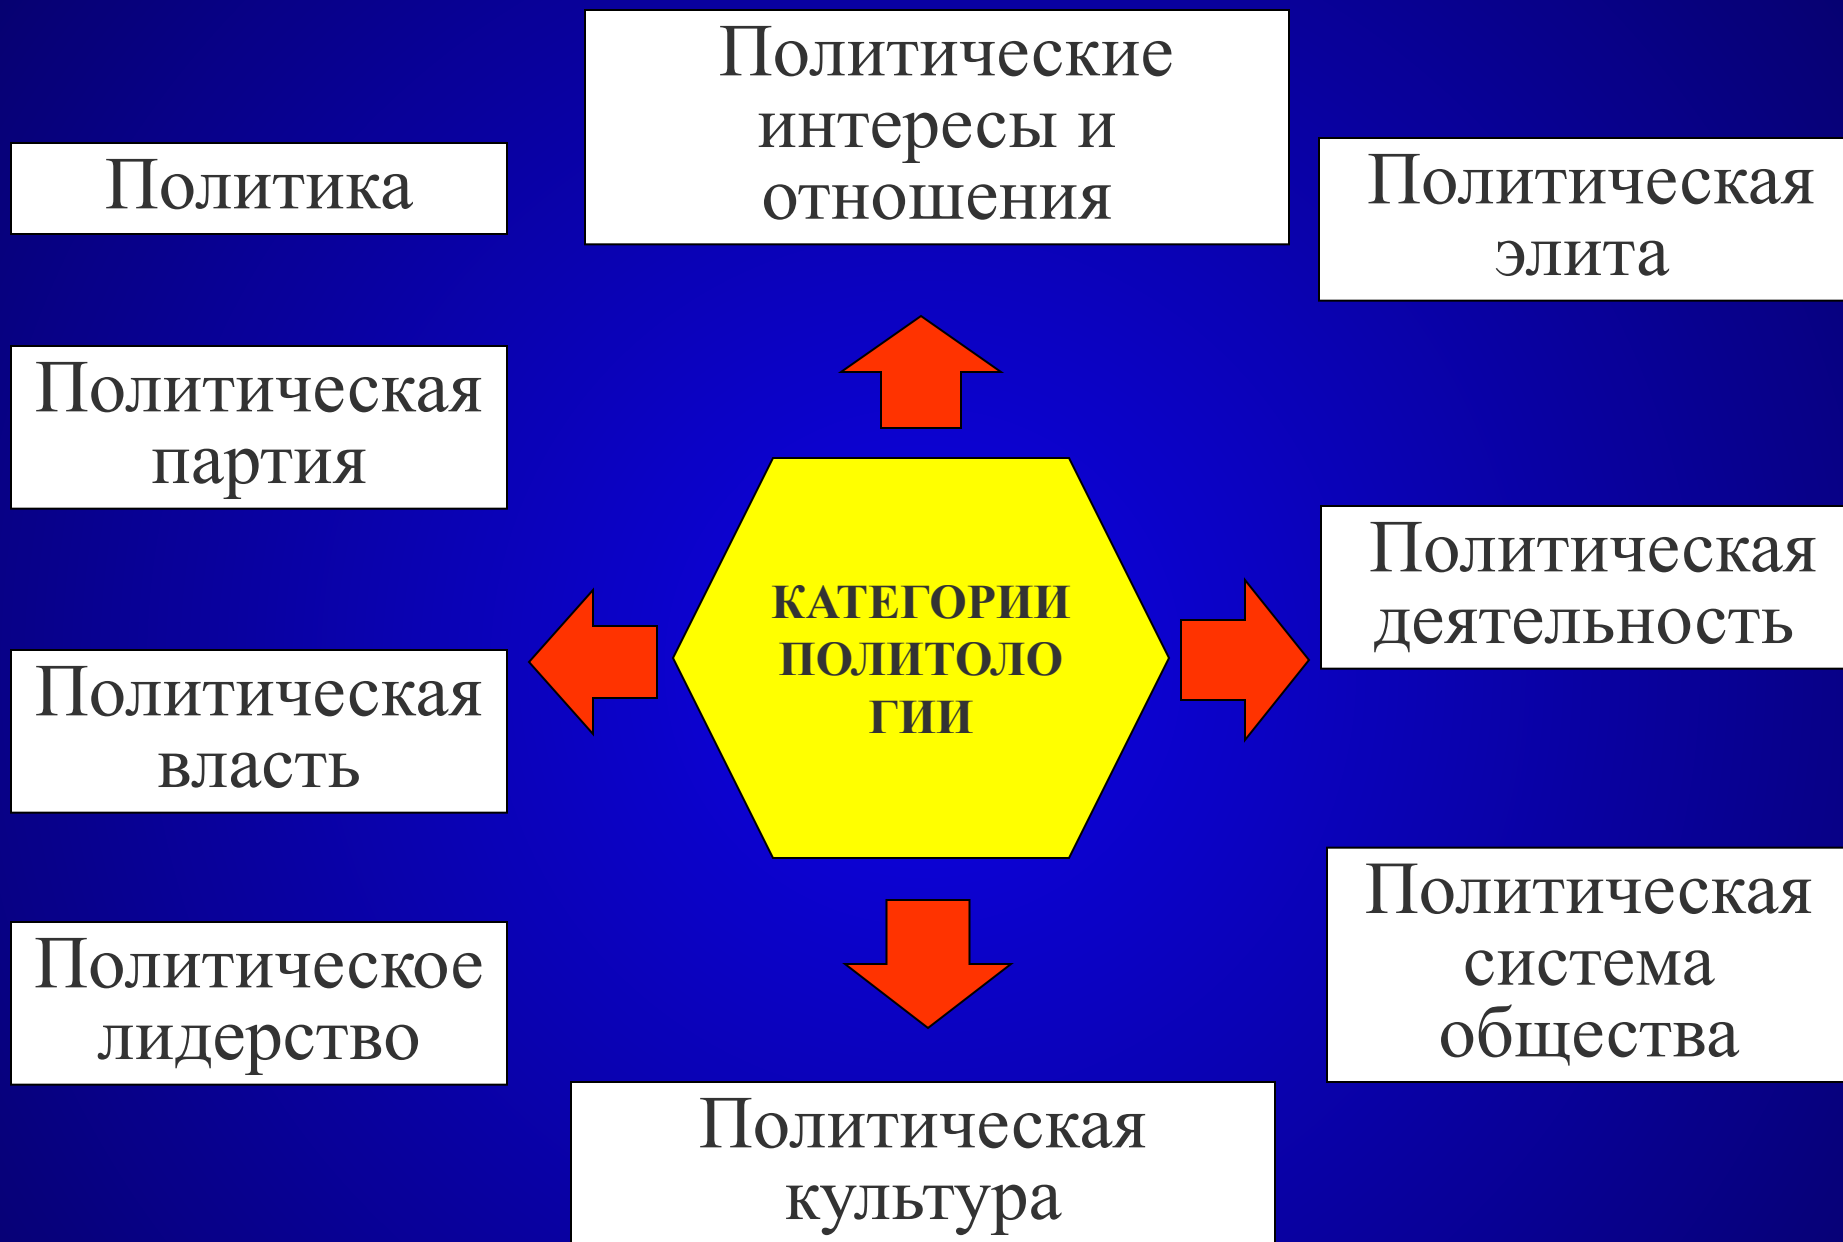 Политические
интересы и
отношения
Политика
Политическая
элита
Политическая
партия
Политическая
деятельность
КАТЕГОРИИ
ПОЛИТОЛО
ГИИ
Политическая
власть
Политическая
система
общества
Политическое
лидерство
Политическая
культура